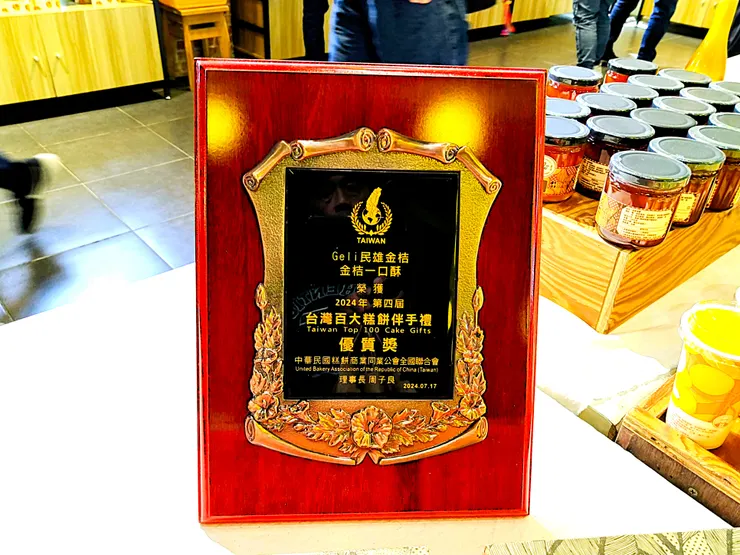 TAIWAN
Geli民雄金桔
金桔一口酥
榮獲
2024年 第四屆
台灣百大糕餅伴手禮
Taiwan Top 100 Cake Gifts
優質獎
中華民國糕餅商業同業公會全國聯合會
United Bakery Association of the Republic of China (Taiwan)
理事長 周子良 2024.07.17